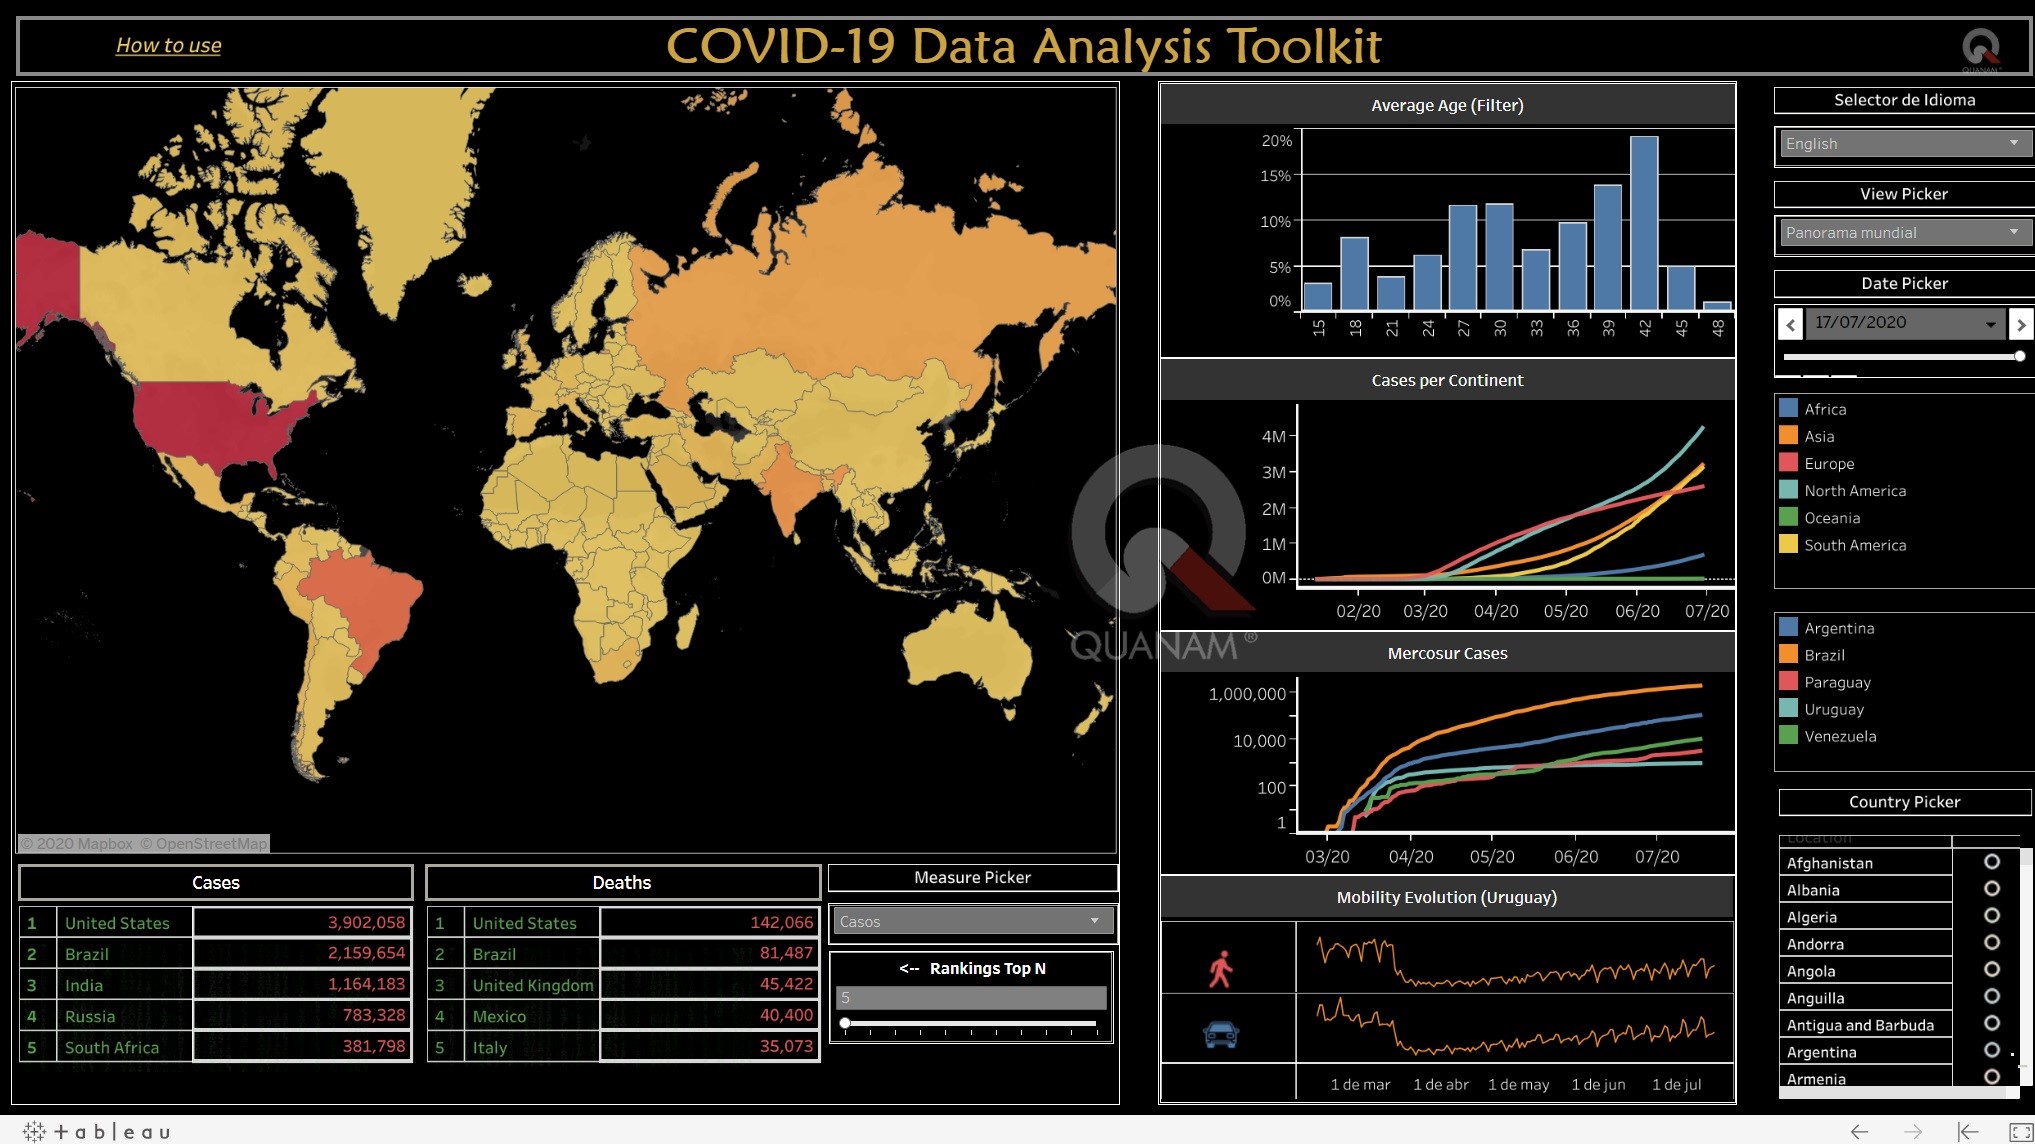 How to use
COVID-19 Data Analysis Toolkit
QUANAM
© 2020 Mapbox © OpenStreetMap
Cases
1 United States 3,902,058
2 Brazil 2,159,654
3 India 1,164,183
4 Russia 783,328
5 South Africa 381,798
Deaths
1 United States 142,066
2 Brazil 81,487
3 United Kingdom 45,422
4 Mexico 40,400
5 Italy 35,073
Measure Picker
Casos
<-- Rankings Top N
5
QUANAM®
Average Age (Filter)
20%
15%
10%
5%
0%
15 18 21 24 27 30 33 36 39 42 45 48
Cases per Continent
4M
3M
2M
1M
0M
02/20 03/20 04/20 05/20 06/20 07/20
Mercosur Cases
1,000,000
10,000
100
1
03/20 04/20 05/20 06/20 07/20
Mobility Evolution (Uruguay)
1 de mar 1 de abr 1 de may 1 de jun 1 de jul
Selector de Idioma
English
View Picker
Panorama mundial
Date Picker
17/07/2020
Africa
Asia
Europe
North America
Oceania
South America
Argentina
Brazil
Paraguay
Uruguay
Venezuela
Country Picker
Location
Afghanistan
Albania
Algeria
Andorra
Angola
Anguilla
Antigua and Barbuda
Argentina
Armenia
+ableau